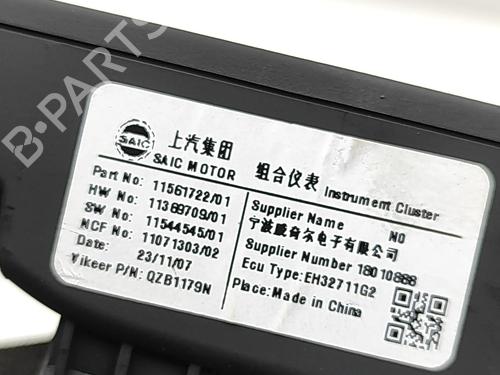 B-PARTS
SAIC
上汽集团
SAIC MOTOR
组合仪表 Instrument Cluster
Part No: 11561722/01
HW No: 11369709/01
SW No: 11544545/01
NCF No: 11071303/02
Date: 23/11/07
Vikeer P/N: QZB1179N
Supplier Name NO
宁波威奇尔电子有限公司
Supplier Number 18010868
Ecu Type: EH32711G2
Place: Made in China